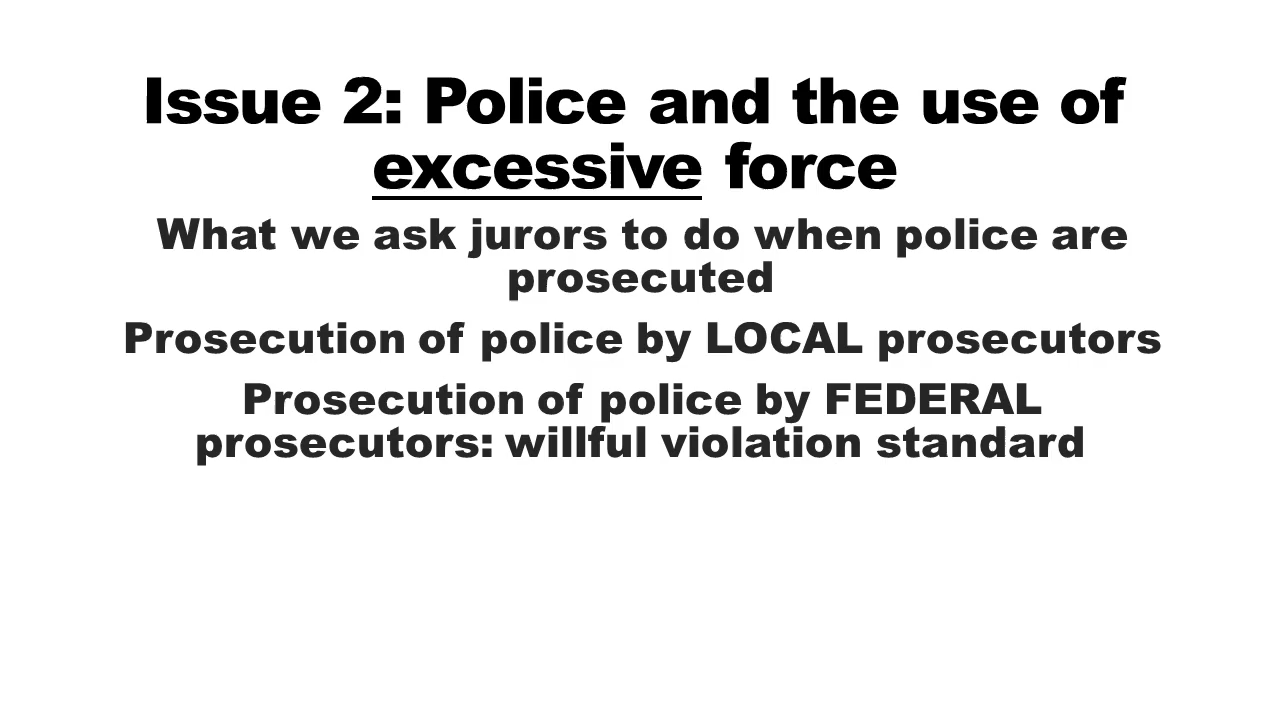 Issue 2: Police and the use of
excessive force
What we ask jurors to do when police are
prosecuted
Prosecution of police by LOCAL prosecutors
Prosecution of police by FEDERAL
prosecutors: willful violation standard